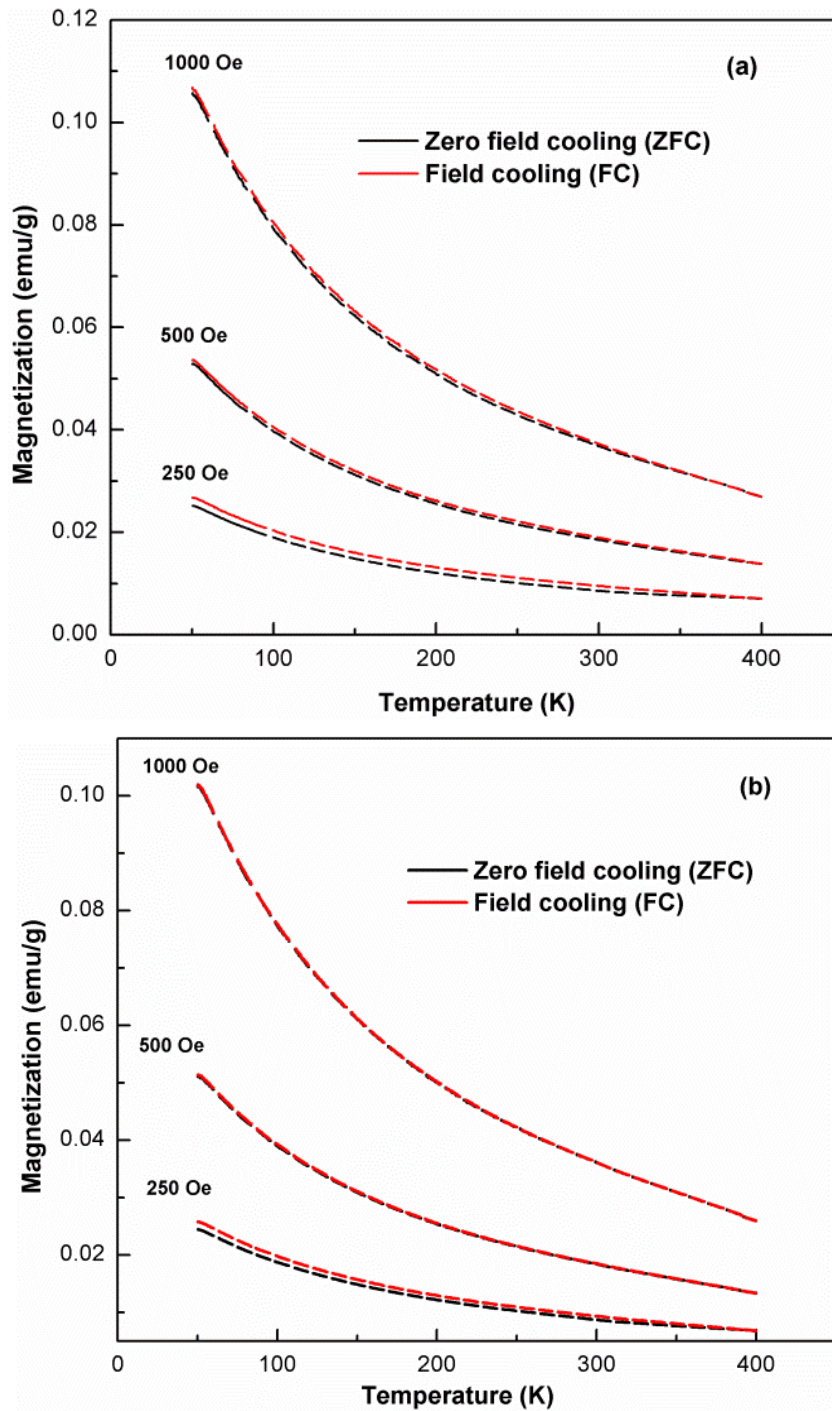 0.12
1000 Oe
(a)
0.10
Zero field cooling (ZFC)
Field cooling (FC)
0.08
Magnetization (emu/g)
0.06
500 Oe
0.04
250 Oe
0.02
0.00
0
100
200
300
400
Temperature (K)
1000 Oe
(b)
0.10
Zero field cooling (ZFC)
Field cooling (FC)
0.08
Magnetization (emu/g)
0.06
500 Oe
0.04
250 Oe
0.02
0
100
200
300
400
Temperature (K)